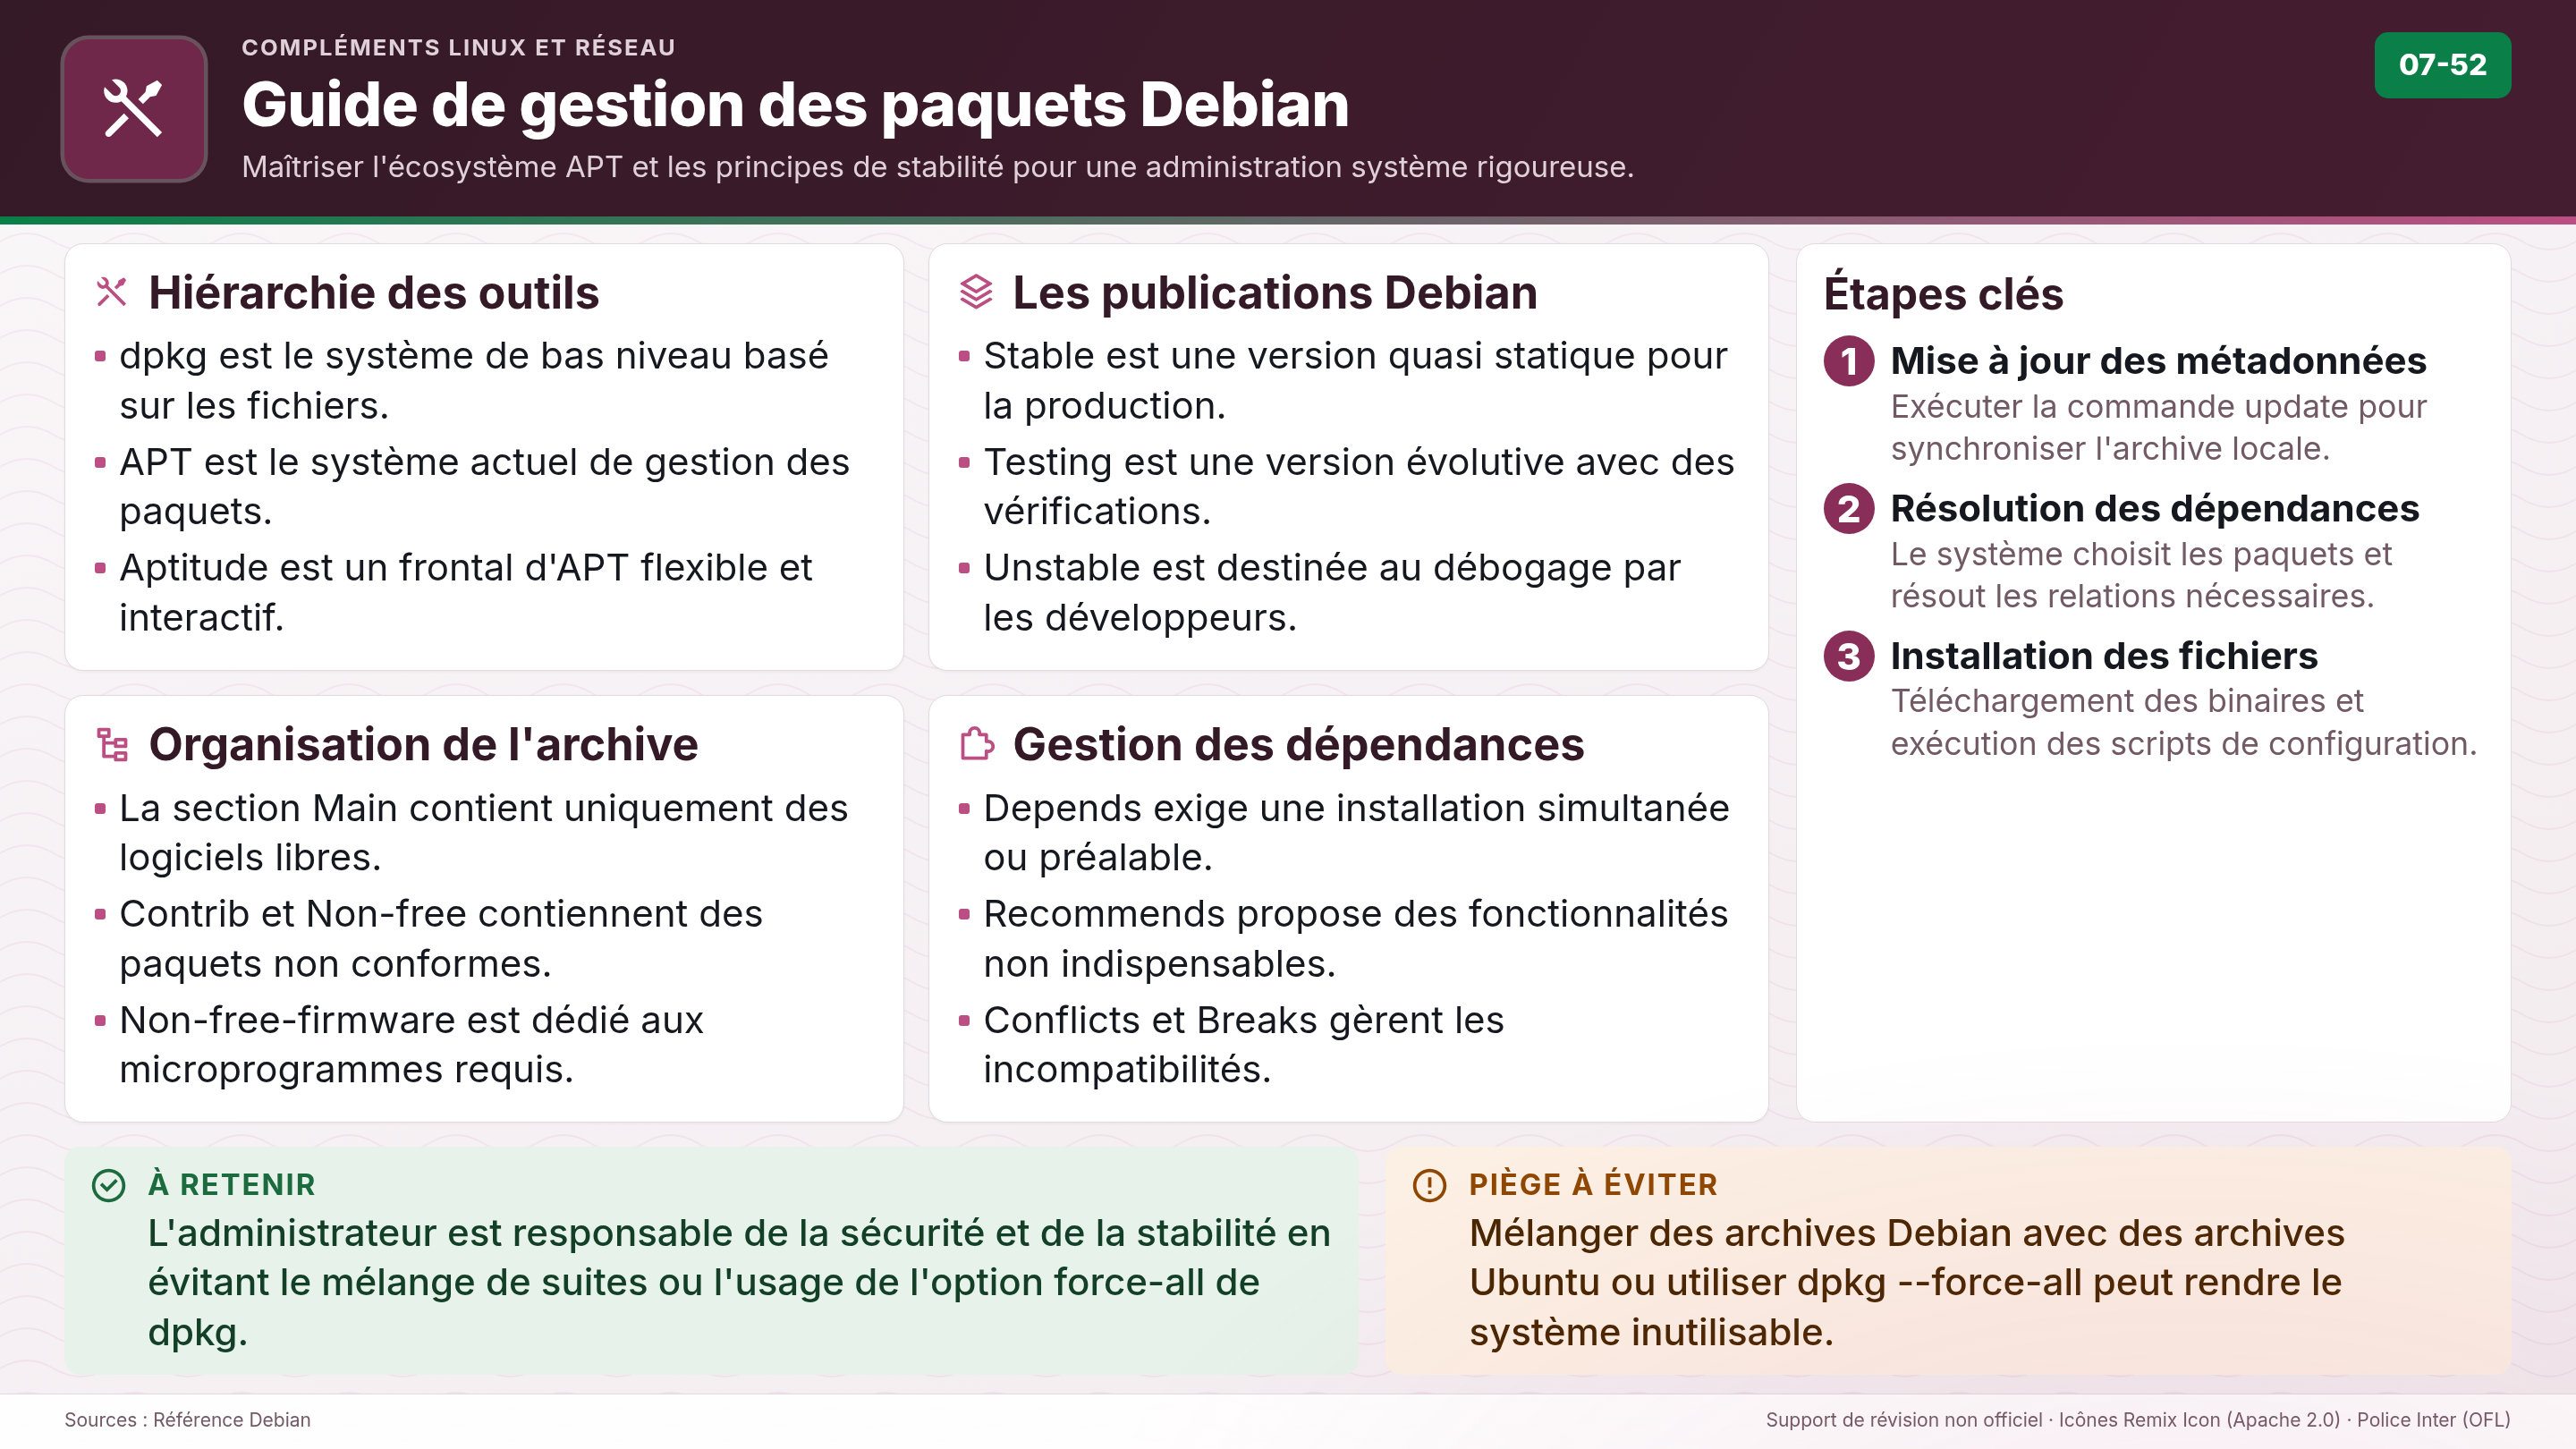 COMPLÉMENTS LINUX ET RÉSEAU
Guide de gestion des paquets Debian
Maîtriser l'écosystème APT et les principes de stabilité pour une administration système rigoureuse.
07-52
Hiérarchie des outils
dpkg est le système de bas niveau basé
sur les fichiers.
APT est le système actuel de gestion des
paquets.
Aptitude est un frontal d'APT flexible et
interactif.
Les publications Debian
Stable est une version quasi statique pour
la production.
Testing est une version évolutive avec des
vérifications.
Unstable est destinée au débogage par
les développeurs.
Organisation de l'archive
La section Main contient uniquement des
logiciels libres.
Contrib et Non-free contiennent des
paquets non conformes.
Non-free-firmware est dédié aux
microprogrammes requis.
Gestion des dépendances
Depends exige une installation simultanée
ou préalable.
Recommends propose des fonctionnalités
non indispensables.
Conflicts et Breaks gèrent les
incompatibilités.
Étapes clés
1 Mise à jour des métadonnées
Exécuter la commande update pour
synchroniser l'archive locale.
2 Résolution des dépendances
Le système choisit les paquets et
résout les relations nécessaires.
3 Installation des fichiers
Téléchargement des binaires et
exécution des scripts de configuration.
À RETENIR
L'administrateur est responsable de la sécurité et de la stabilité en
évitant le mélange de suites ou l'usage de l'option force-all de
dpkg.
PIÈGE À ÉVITER
Mélanger des archives Debian avec des archives
Ubuntu ou utiliser dpkg --force-all peut rendre le
système inutilisable.
Sources : Référence Debian
Support de révision non officiel · Icônes Remix Icon (Apache 2.0) · Police Inter (OFL)